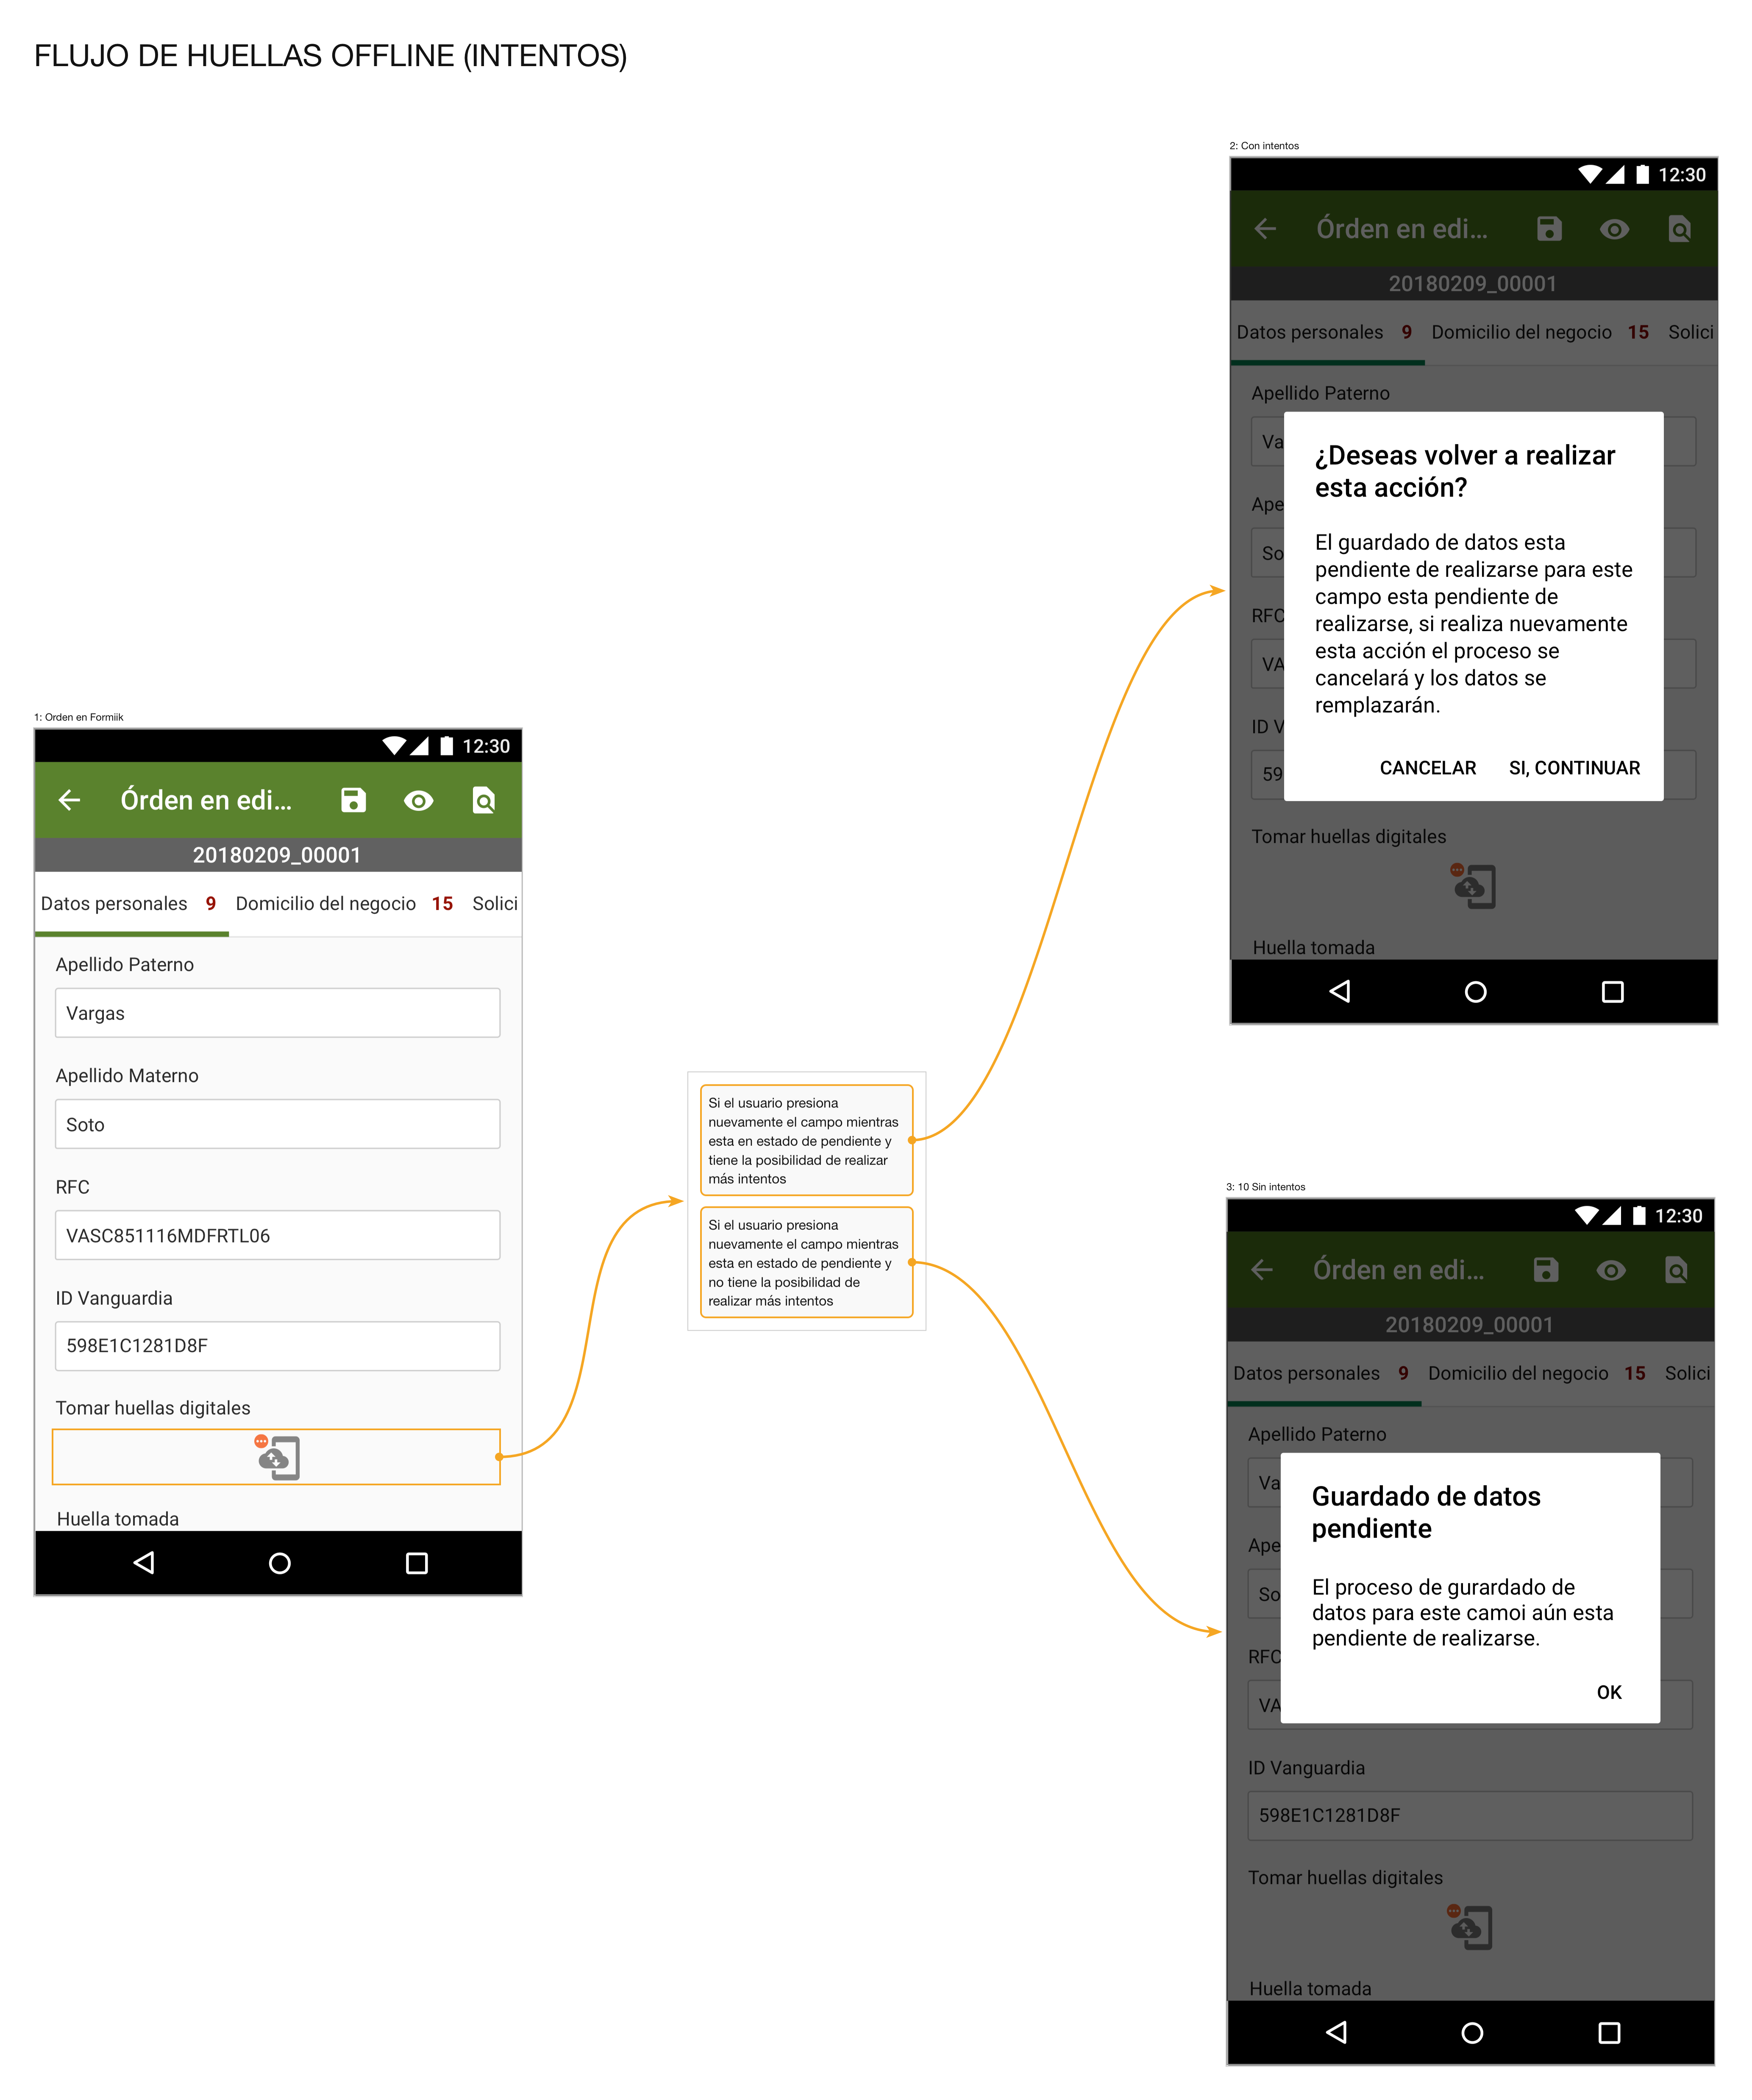 FLUJO DE HUELLAS OFFLINE (INTENTOS)
2: Con intentos
12:30
Órden en edi...
20180209_00001
Datos personales 9 Domicilio del negocio 15 Solici
Apellido Paterno
Va
¿Deseas volver a realizar
esta acción?
Ape
So
El guardado de datos esta
pendiente de realizarse para este
campo esta pendiente de
realizarse, si realiza nuevamente
esta acción el proceso se
cancelará y los datos se
remplazarán.
RFC
VA
ID V
59
CANCELAR SI, CONTINUAR
Tomar huellas digitales
Huella tomada
1: Orden en Formiik
12:30
Órden en edi...
20180209_00001
Datos personales 9 Domicilio del negocio 15 Solici
Apellido Paterno
Vargas
Apellido Materno
Soto
RFC
VASC851116MDFRTL06
ID Vanguardia
598E1C1281D8F
Tomar huellas digitales
Huella tomada
Si el usuario presiona
nuevamente el campo mientras
esta en estado de pendiente y
tiene la posibilidad de realizar
más intentos
Si el usuario presiona
nuevamente el campo mientras
esta en estado de pendiente y
no tiene la posibilidad de
realizar más intentos
3: 10 Sin intentos
12:30
Órden en edi...
20180209_00001
Datos personales 9 Domicilio del negocio 15 Solici
Apellido Paterno
Va
Guardado de datos
pendiente
Ape
So
El proceso de gurardado de
datos para este camoi aún esta
pendiente de realizarse.
RFC
VA
OK
ID Vanguardia
598E1C1281D8F
Tomar huellas digitales
Huella tomada